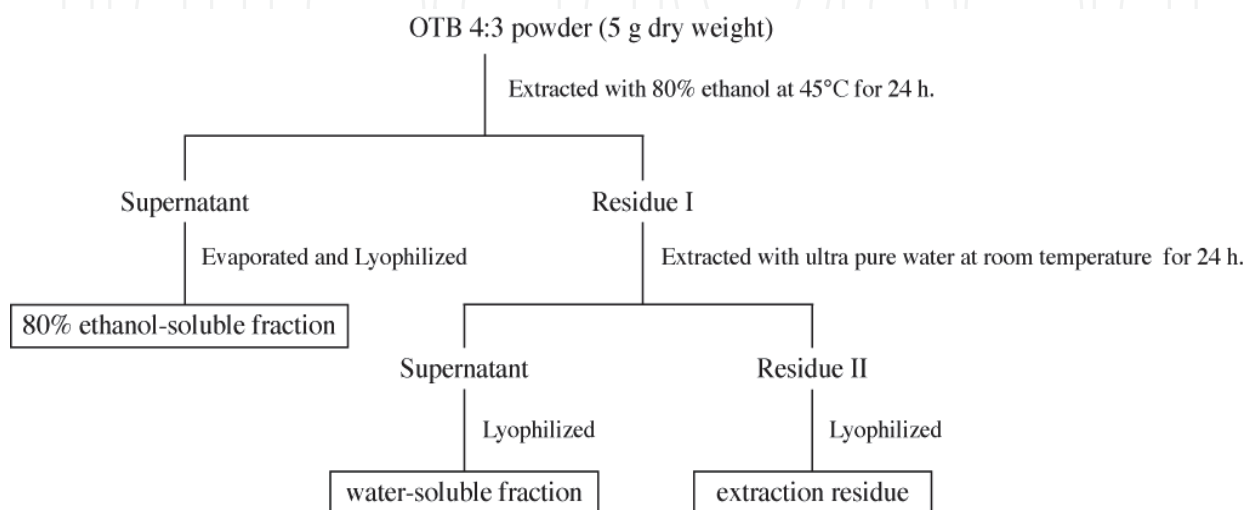 OTB 4:3 powder (5 g dry weight)
Extracted with 80% ethanol at 45°C for 24 h.
Supernatant
Residue I
Evaporated and Lyophilized
Extracted with ultra pure water at room temperature for 24 h.
80% ethanol-soluble fraction
Supernatant
Residue II
Lyophilized
Lyophilized
water-soluble fraction
extraction residue